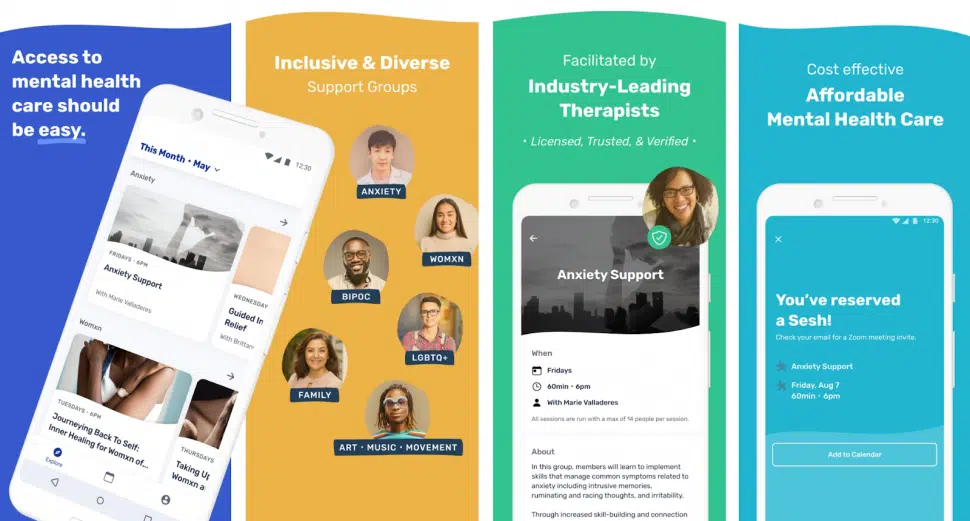 Access to
mental health
care should
be easy.
12:30
This Month • May
Anxiety
FRIDAYS • 6PM
Anxiety Support
With Marie Valladeres
WEDNESDAY
Guided In
Relief
With Brittan
Womxn
TUESDAYS • 6PM
Journeying Back To Self:
Inner Healing for Womxn of...
THURSDAYS
Taking Up
Womxn a
Explore
Inclusive & Diverse
Support Groups
ANXIETY
WOMXN
BIPOC
LGBTQ+
FAMILY
ART • MUSIC • MOVEMENT
Facilitated by
Industry-Leading
Therapists
• Licensed, Trusted, & Verified •
Anxiety Support
When
Fridays
60min • 6pm
With Marie Valladeres
All sessions are run with a max of 14 people per session.
About
In this group, members will learn to implement
skills that manage common symptoms related to
anxiety including intrusive memories,
ruminating and racing thoughts, and irritability.
Through increased skill-building and connection
Cost effective
Affordable
Mental Health Care
12:30
You've reserved
a Sesh!
Check your email for a Zoom meeting invite.
Anxiety Support
Friday, Aug 7
60min • 6pm
Add to Calendar